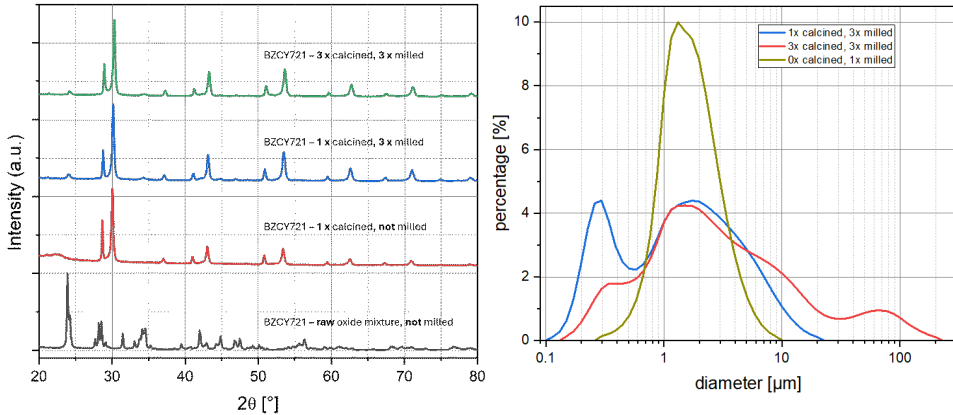 Intensity (a.u.)
BZCY721 – 3 x calcined, 3 x milled
BZCY721 – 1 x calcined, 3 x milled
BZCY721 – 1 x calcined, not milled
BZCY721 – raw oxide mixture, not milled
20 30 40 50 60 70 80
2θ [°]
percentage [%]
10%
8
6
4
2
0
1x calcined, 3x milled
3x calcined, 3x milled
0x calcined, 1x milled
0.1 1 10 100
diameter [µm]